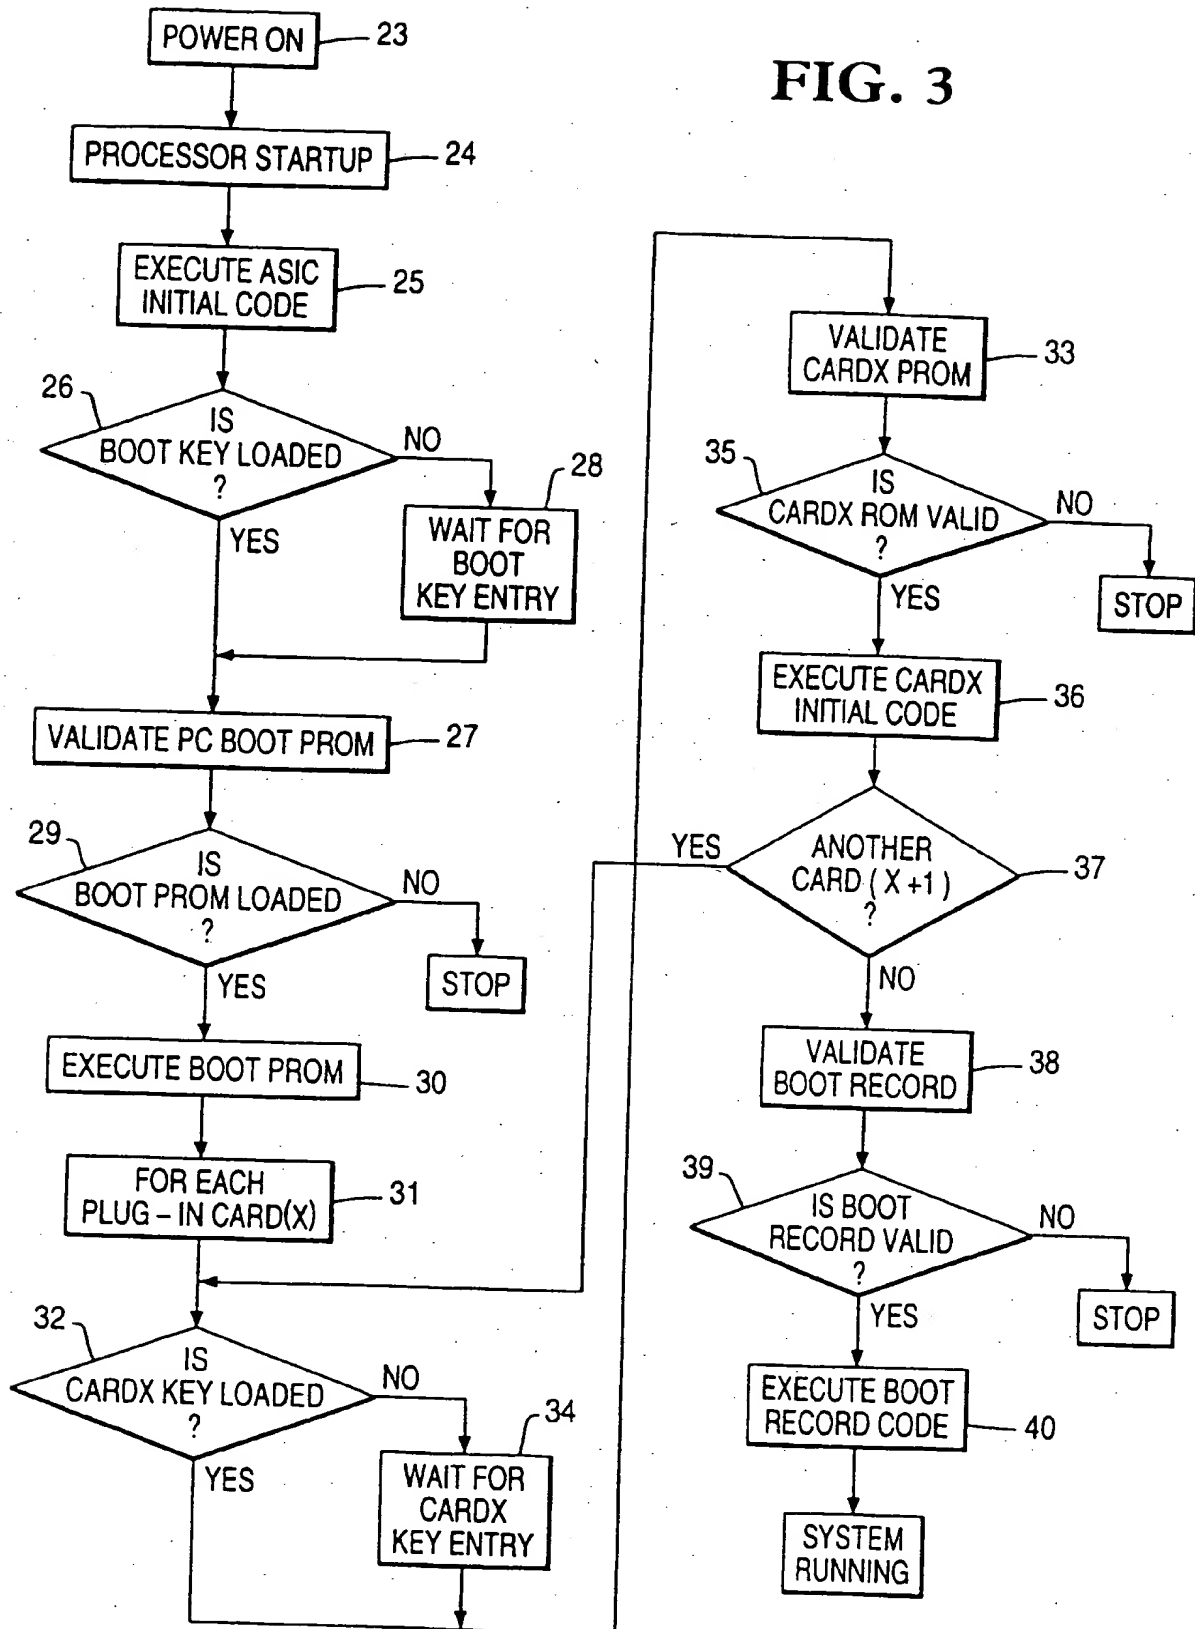 FIG. 3
POWER ON
23
PROCESSOR STARTUP
24
EXECUTE ASIC
INITIAL CODE
25
26
IS
BOOT KEY LOADED
?
NO
YES
28
WAIT FOR
BOOT
KEY ENTRY
VALIDATE PC BOOT PROM
27
29
IS
BOOT PROM LOADED
?
NO
YES
STOP
EXECUTE BOOT PROM
30
FOR EACH
PLUG – IN CARD(X)
31
32
IS
CARDX KEY LOADED
?
NO
YES
34
WAIT FOR
CARDX
KEY ENTRY
VALIDATE
CARDX PROM
33
35
IS
CARDX ROM VALID
?
NO
YES
STOP
EXECUTE CARDX
INITIAL CODE
36
YES
ANOTHER
CARD ( X +1 )
?
37
NO
VALIDATE
BOOT RECORD
38
39
IS BOOT
RECORD VALID
?
NO
YES
STOP
EXECUTE BOOT
RECORD CODE
40
SYSTEM
RUNNING